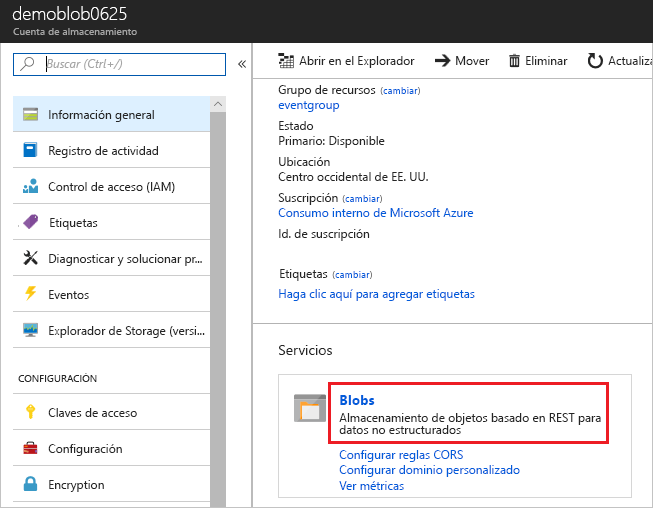 demoblob0625
Cuenta de almacenamiento
Buscar (Ctrl+/)
Información general
Registro de actividad
Control de acceso (IAM)
Etiquetas
Diagnosticar y solucionar pr...
Eventos
Explorador de Storage (versi...
CONFIGURACIÓN
Claves de acceso
Configuración
Encryption
Abrir en el Explorador Mover Eliminar Actualiza
Grupo de recursos (cambiar)
eventgroup
Estado
Primario: Disponible
Ubicación
Centro occidental de EE. UU.
Suscripción (cambiar)
Consumo interno de Microsoft Azure
Id. de suscripción
Etiquetas (cambiar)
Haga clic aquí para agregar etiquetas
Servicios
Blobs
Almacenamiento de objetos basado en REST para
datos no estructurados
Configurar reglas CORS
Configurar dominio personalizado
Ver métricas